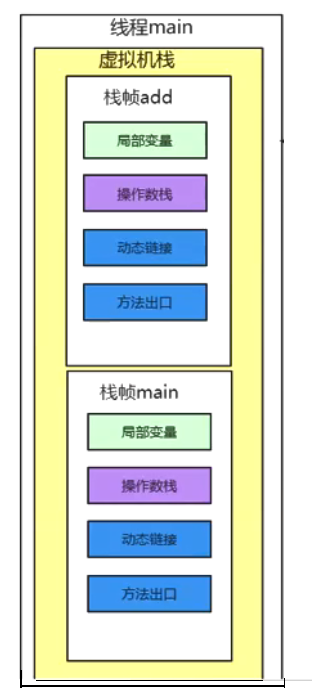 线程main
虚拟机栈
栈帧add
局部变量
操作数栈
动态链接
方法出口
栈帧main
局部变量
操作数栈
动态链接
方法出口